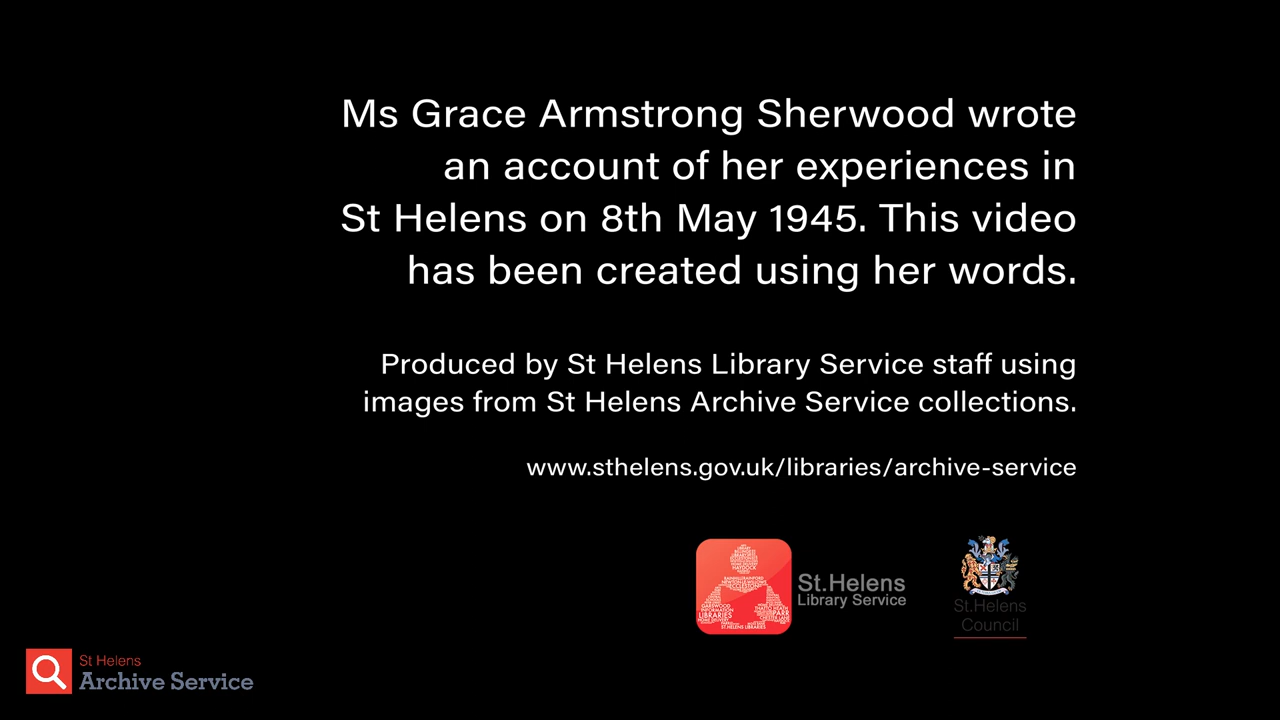 Ms Grace Armstrong Sherwood wrote
an account of her experiences in
St Helens on 8th May 1945. This video
has been created using her words.
Produced by St Helens Library Service staff using
images from St Helens Archive Service collections.
www.sthelens.gov.uk/libraries/archive-service
St.Helens
Library Service
St.Helens
Council
St Helens
Archive Service